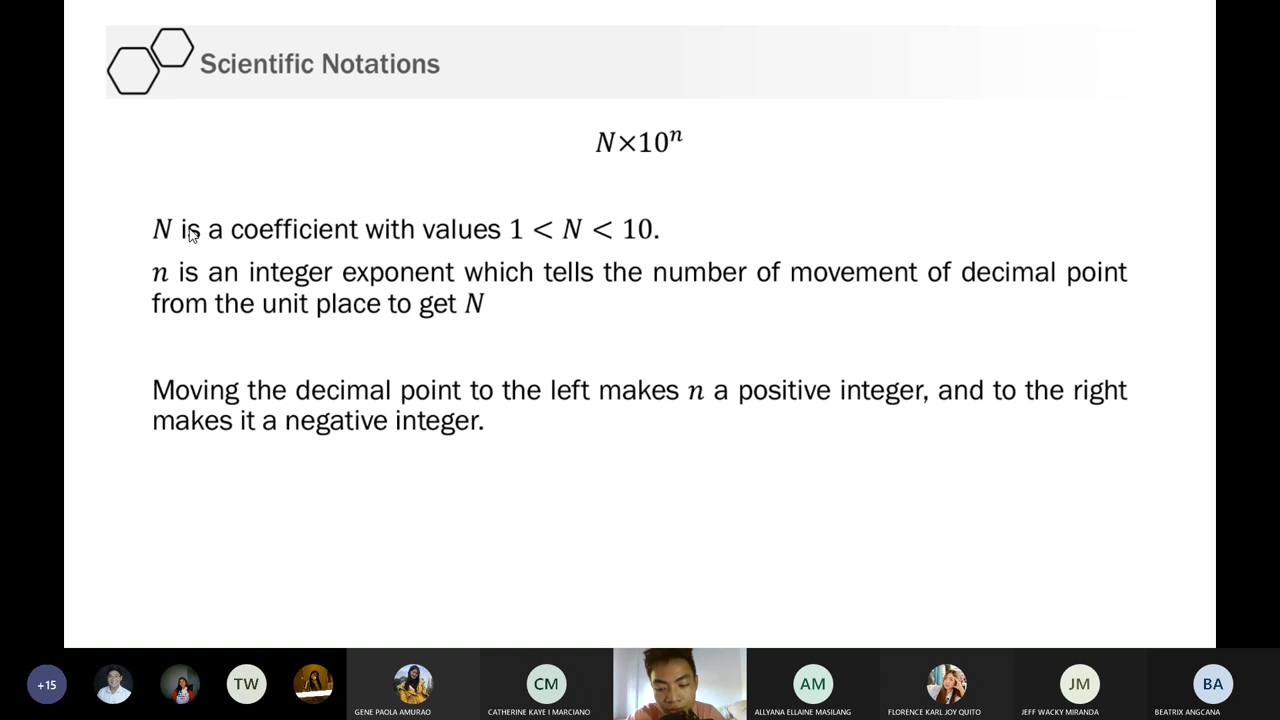 Scientific Notations
N×10ⁿ
N is a coefficient with values 1 < N < 10.
n is an integer exponent which tells the number of movement of decimal point
from the unit place to get N
Moving the decimal point to the left makes n a positive integer, and to the right
makes it a negative integer.
+15
TW
CM
AM
JM
BA
GENE PAOLA AMURAO
CATHERINE KAYE I MARCIANO
ALLYANA ELLAINE MASILANG
FLORENCE KARL JOY QUITO
JEFF WACKY MIRANDA
BEATRIX ANGCANA